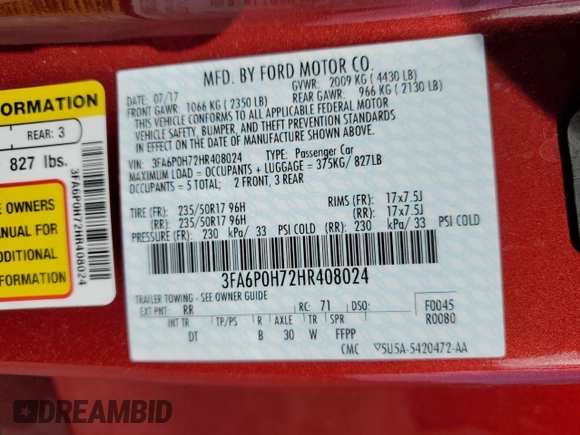 FORMATION
REAR: 3
827 lbs.
E OWNERS
ANUAL FOR
DDITIONAL
FORMATION
3FA6P0H72HR408024
MFD. BY FORD MOTOR CO.
DATE: 07/17 GVWR: 2009 KG ( 4430 LB)
FRONT GAWR: 1066 KG ( 2350 LB) REAR GAWR: 966 KG ( 2130 LB)
THIS VEHICLE CONFORMS TO ALL APPLICABLE FEDERAL MOTOR
VEHICLE SAFETY, BUMPER, AND THEFT PREVENTION STANDARDS
IN EFFECT ON THE DATE OF MANUFACTURE SHOWN ABOVE.
VIN: 3FA6P0H72HR408024 TYPE: Passenger Car
MAXIMUM LOAD = OCCUPANTS + LUGGAGE = 375KG/ 827LB
OCCUPANTS = 5 TOTAL: 2 FRONT, 3 REAR
TIRE (FR): 235/50R17 96H RIMS (FR): 17x7.5J
(RR): 235/50R17 96H (RR): 17x7.5J
PRESSURE (FR): 230 kPa/ 33 PSI COLD (RR): 230 kPa/ 33 PSI COLD
3FA6P0H72HR408024
TRAILER TOWING - SEE OWNER GUIDE
EXT PNT: RR RC: 71 DSO: F0045
INT TR TP/PS R AXLE TR SPR R0080
DT B 30 W FFPP
CMC 5U5A-5420472-AA
DREAMBID